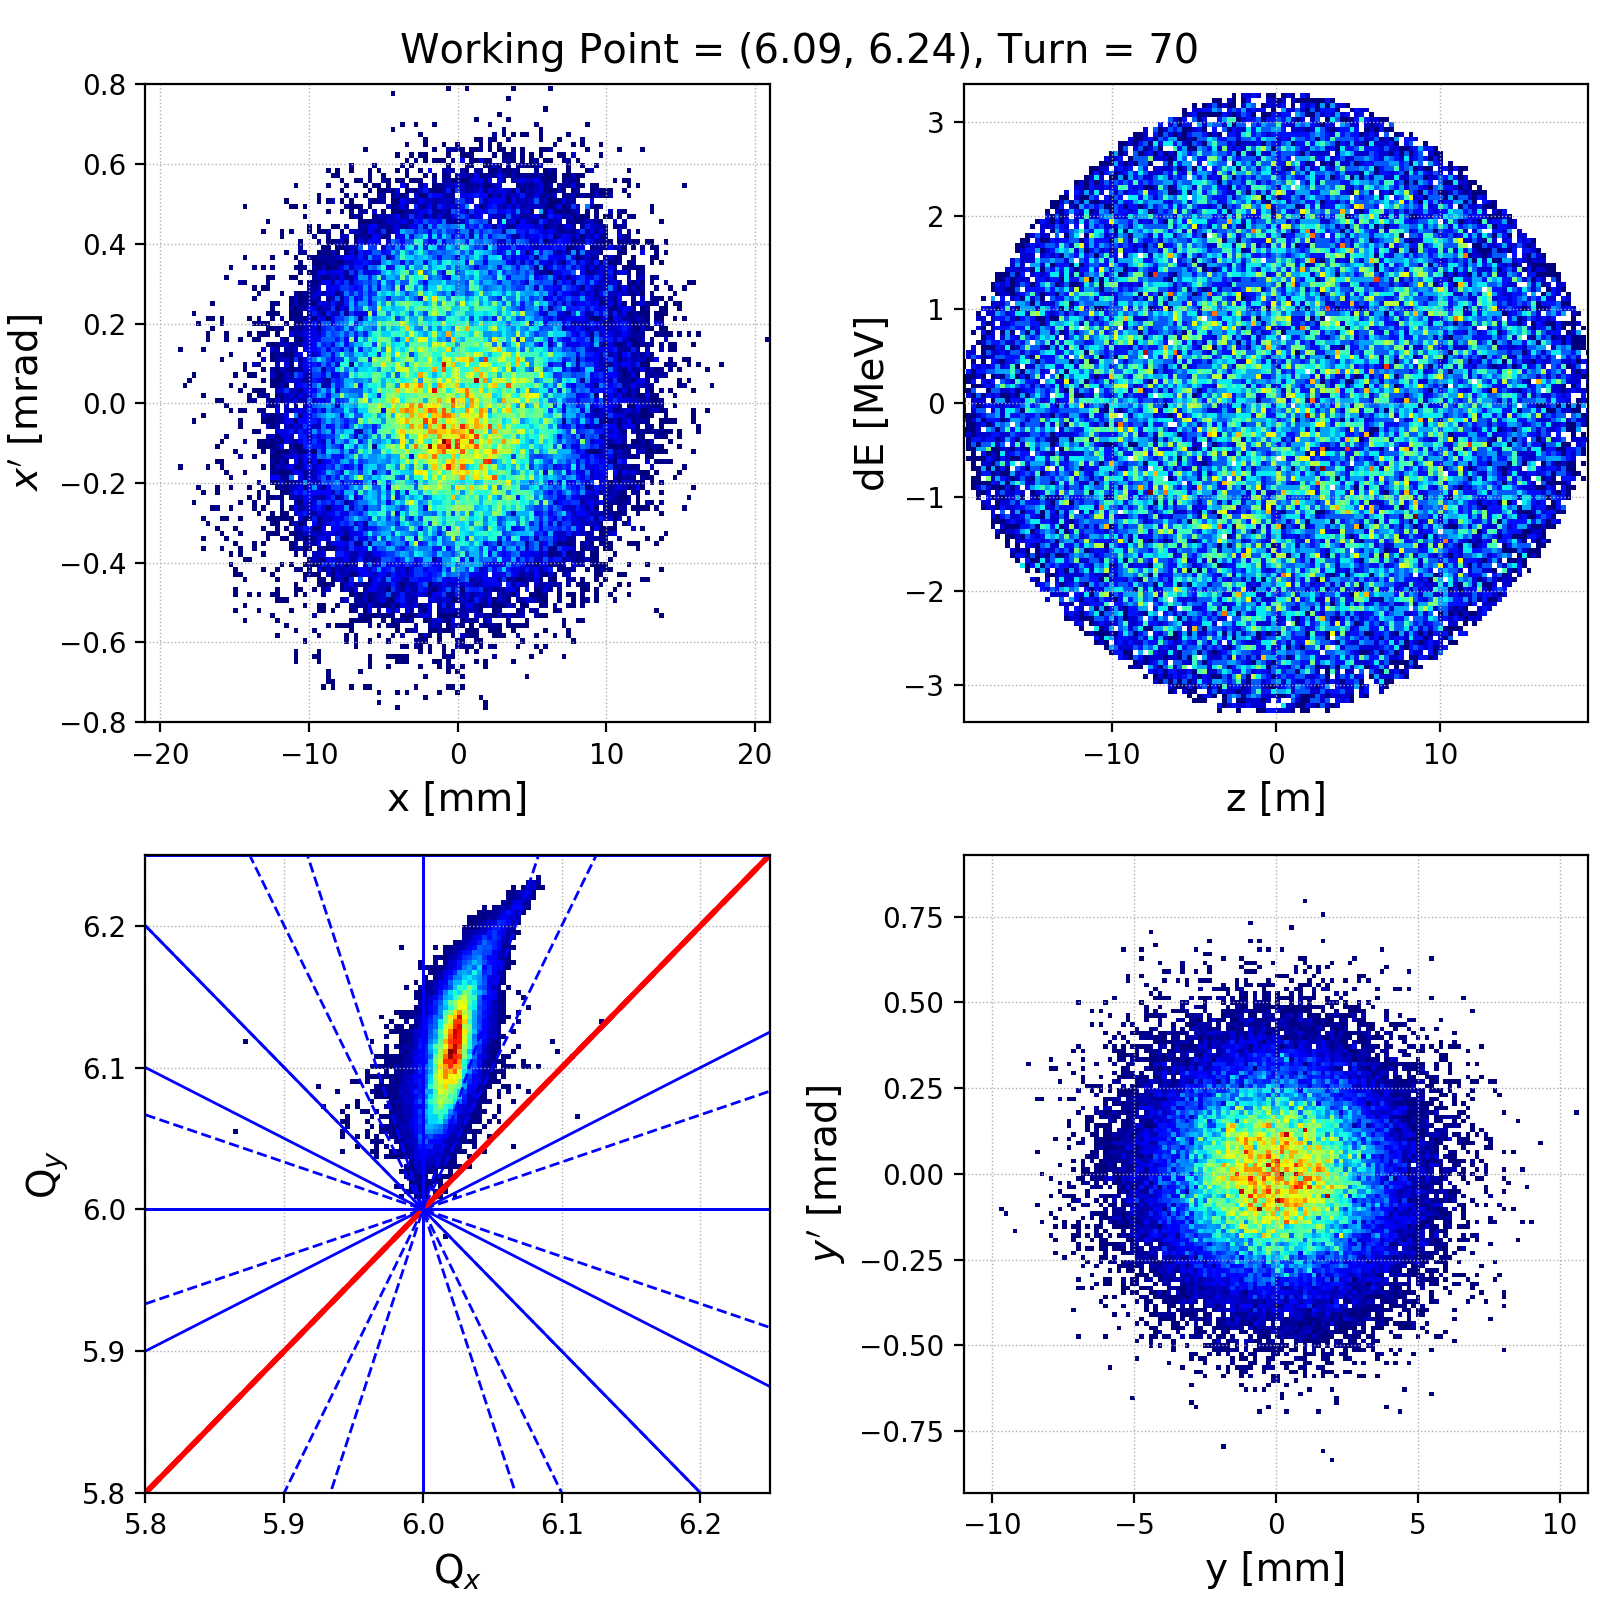 Working Point = (6.09, 6.24), Turn = 70
0.8
0.6
0.4
0.2
0.0
−0.2
−0.4
−0.6
−0.8
x′ [mrad]
−20 −10 0 10 20
x [mm]
3
2
1
0
−1
−2
−3
dE [MeV]
−10 0 10
z [m]
6.2
6.1
6.0
5.9
5.8
Qy
5.8 5.9 6.0 6.1 6.2
Qx
0.75
0.50
0.25
0.00
−0.25
−0.50
−0.75
y′ [mrad]
−10 −5 0 5 10
y [mm]